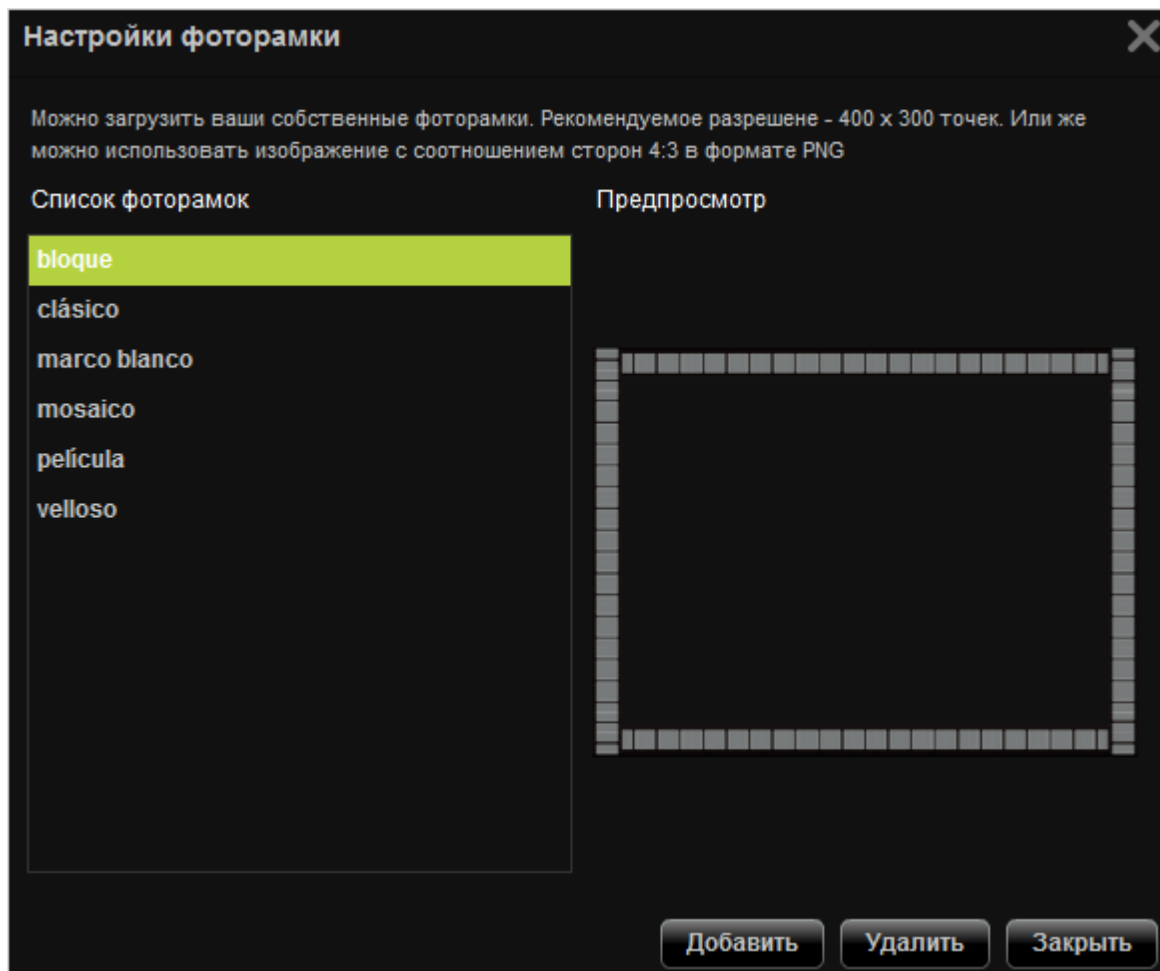 Настройки фоторамки
Можно загрузить ваши собственные фоторамки. Рекомендуемое разрешене - 400 x 300 точек. Или же
можно использовать изображение с соотношением сторон 4:3 в формате PNG
Список фоторамок
Предпросмотр
bloque
clásico
marco blanco
mosaico
película
velloso
Добавить
Удалить
Закрыть